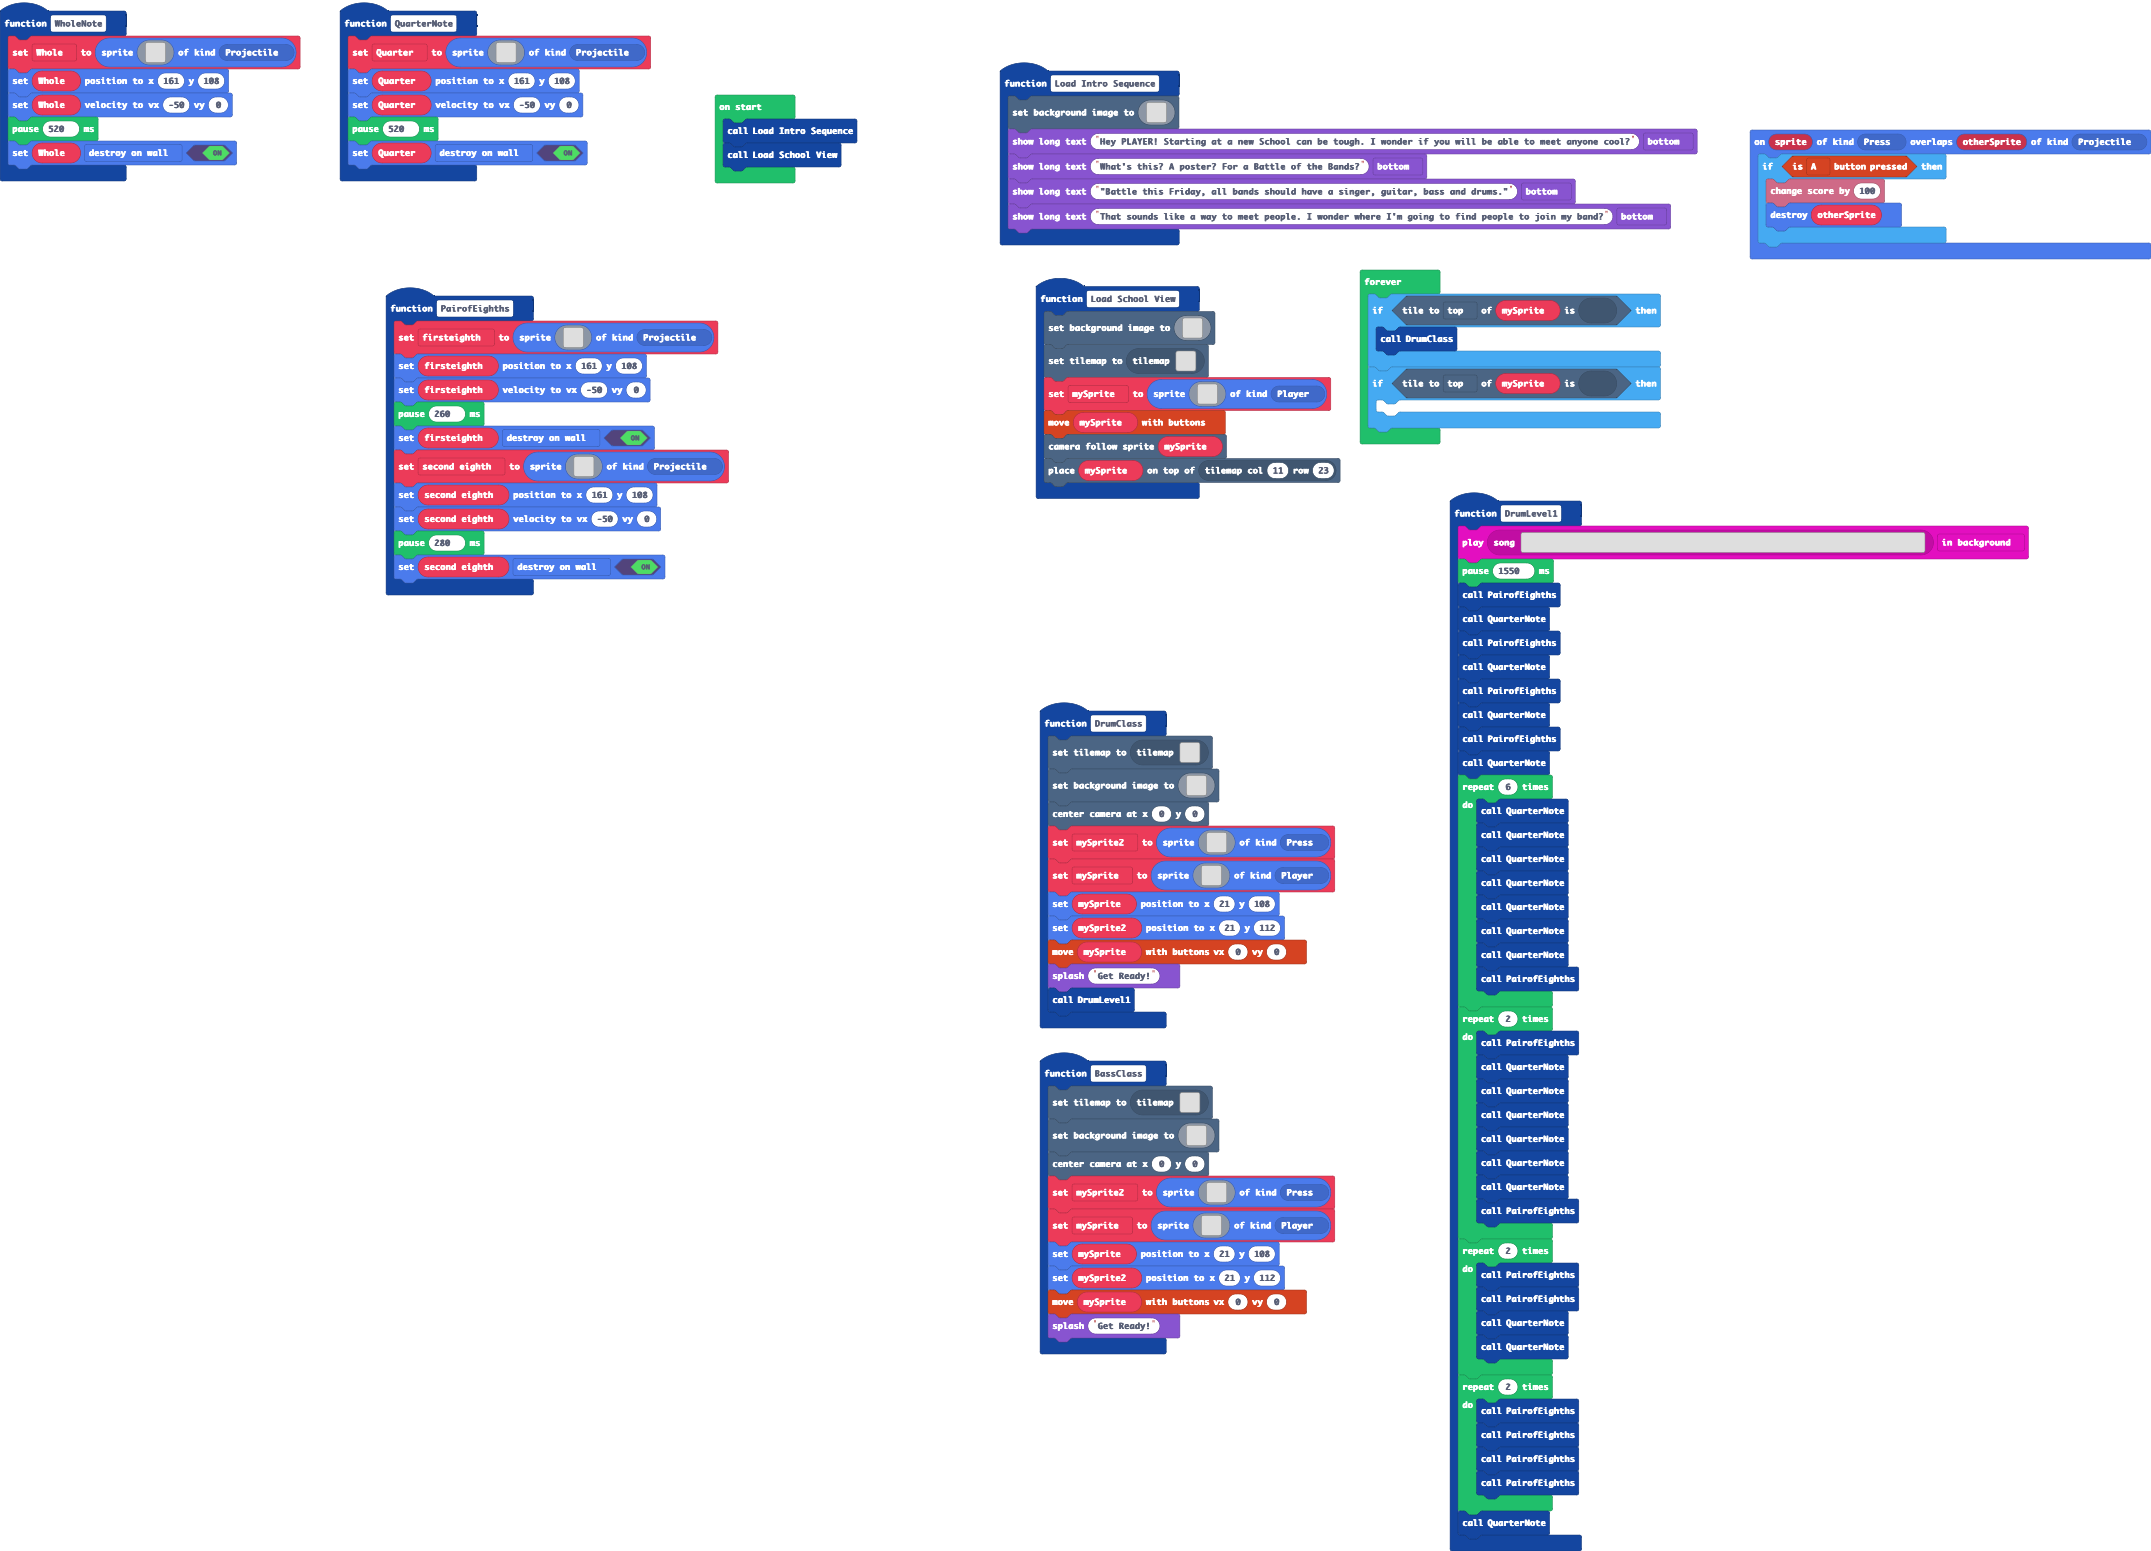 function WholeNote
set Whole to sprite of kind Projectile
set Whole position to x 161 y 108
set Whole velocity to vx -50 vy 0
pause 520 ms
set Whole destroy on wall ON
function QuarterNote
set Quarter to sprite of kind Projectile
set Quarter position to x 161 y 108
set Quarter velocity to vx -50 vy 0
pause 520 ms
set Quarter destroy on wall ON
on start
call Load Intro Sequence
call Load School View
function Load Intro Sequence
set background image to
show long text "Hey PLAYER! Starting at a new School can be tough. I wonder if you will be able to meet anyone cool?" bottom
show long text "What's this? A poster? For a Battle of the Bands?" bottom
show long text ""Battle this Friday, all bands should have a singer, guitar, bass and drums."" bottom
show long text "That sounds like a way to meet people. I wonder where I'm going to find people to join my band?" bottom
on sprite of kind Press overlaps otherSprite of kind Projectile
if is A button pressed then
change score by 100
destroy otherSprite
function PairofEighths
set firsteighth to sprite of kind Projectile
set firsteighth position to x 161 y 108
set firsteighth velocity to vx -50 vy 0
pause 260 ms
set firsteighth destroy on wall ON
set second eighth to sprite of kind Projectile
set second eighth position to x 161 y 108
set second eighth velocity to vx -50 vy 0
pause 280 ms
set second eighth destroy on wall ON
function Load School View
set background image to
set tilemap to tilemap
set mySprite to sprite of kind Player
move mySprite with buttons
camera follow sprite mySprite
place mySprite on top of tilemap col 11 row 23
forever
if tile to top of mySprite is then
call DrumClass
if tile to top of mySprite is then
function DrumClass
set tilemap to tilemap
set background image to
center camera at x 0 y 0
set mySprite2 to sprite of kind Press
set mySprite to sprite of kind Player
set mySprite position to x 21 y 108
set mySprite2 position to x 21 y 112
move mySprite with buttons vx 0 vy 0
splash "Get Ready!"
call DrumLevel1
function BassClass
set tilemap to tilemap
set background image to
center camera at x 0 y 0
set mySprite2 to sprite of kind Press
set mySprite to sprite of kind Player
set mySprite position to x 21 y 108
set mySprite2 position to x 21 y 112
move mySprite with buttons vx 0 vy 0
splash "Get Ready!"
function DrumLevel1
play song in background
pause 1550 ms
call PairofEighths
call QuarterNote
call PairofEighths
call QuarterNote
call PairofEighths
call QuarterNote
call PairofEighths
call QuarterNote
repeat 6 times
do call QuarterNote
call QuarterNote
call QuarterNote
call QuarterNote
call QuarterNote
call QuarterNote
call QuarterNote
call PairofEighths
repeat 2 times
do call PairofEighths
call QuarterNote
call QuarterNote
call QuarterNote
call QuarterNote
call QuarterNote
call QuarterNote
call PairofEighths
repeat 2 times
do call PairofEighths
call PairofEighths
call QuarterNote
call QuarterNote
repeat 2 times
do call PairofEighths
call PairofEighths
call PairofEighths
call PairofEighths
call QuarterNote